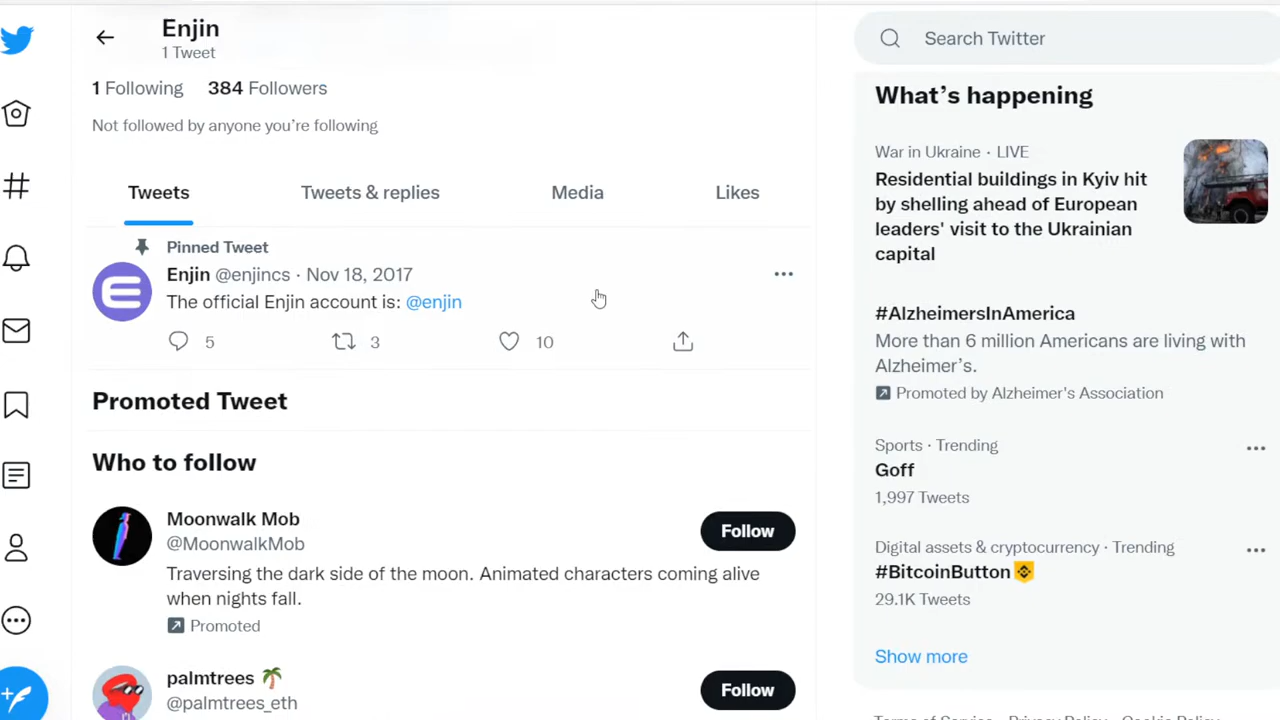 Enjin
1 Tweet
1 Following 384 Followers
Not followed by anyone you're following
Tweets Tweets & replies Media Likes
Pinned Tweet
Enjin @enjincs · Nov 18, 2017
The official Enjin account is: @enjin
5 3 10
Promoted Tweet
Who to follow
Moonwalk Mob
@MoonwalkMob
Follow
Traversing the dark side of the moon. Animated characters coming alive
when nights fall.
Promoted
palmtrees 🌴
@palmtrees_eth
Follow
Search Twitter
What's happening
War in Ukraine · LIVE
Residential buildings in Kyiv hit
by shelling ahead of European
leaders' visit to the Ukrainian
capital
#AlzheimersInAmerica
More than 6 million Americans are living with
Alzheimer's.
Promoted by Alzheimer's Association
Sports · Trending
Goff
1,997 Tweets
Digital assets & cryptocurrency · Trending
#BitcoinButton
29.1K Tweets
Show more
Terms of Service Privacy Policy Cookie Policy